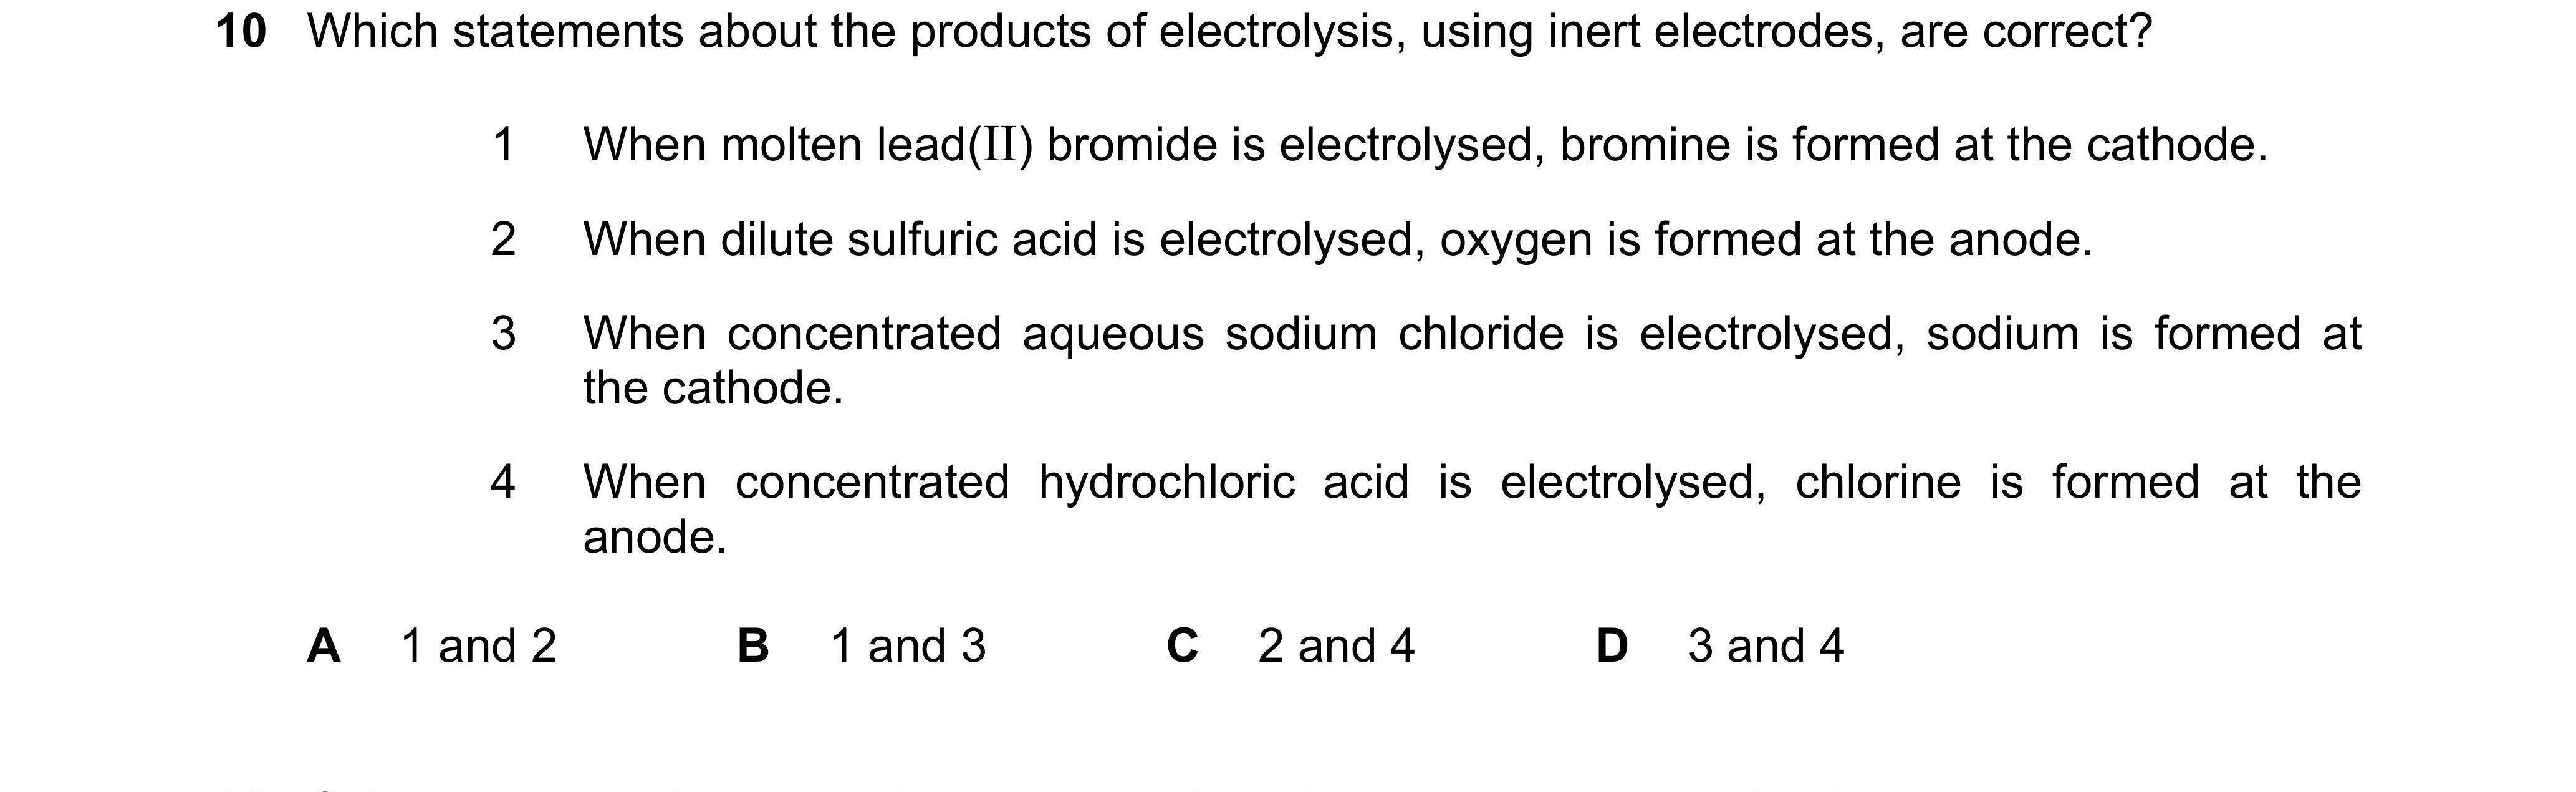 10 Which statements about the products of electrolysis, using inert electrodes, are correct?
1 When molten lead(II) bromide is electrolysed, bromine is formed at the cathode.
2 When dilute sulfuric acid is electrolysed, oxygen is formed at the anode.
3 When concentrated aqueous sodium chloride is electrolysed, sodium is formed at
the cathode.
4 When concentrated hydrochloric acid is electrolysed, chlorine is formed at the
anode.
A 1 and 2 B 1 and 3 C 2 and 4 D 3 and 4